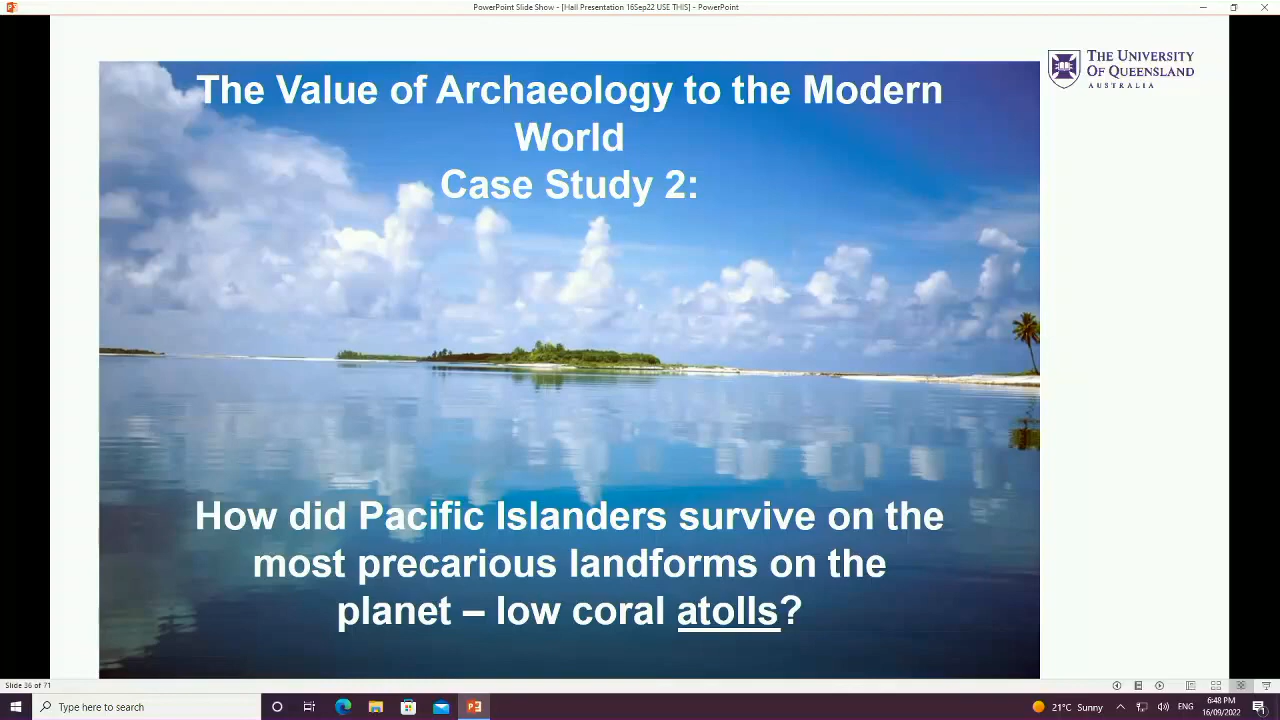 PowerPoint Slide Show - [Hall Presentation 16Sep22 USE THIS] - PowerPoint
THE UNIVERSITY
OF QUEENSLAND
AUSTRALIA
The Value of Archaeology to the Modern
World
Case Study 2:
How did Pacific Islanders survive on the
most precarious landforms on the
planet – low coral atolls?
Slide 36 of 71
Type here to search
21°C Sunny
ENG
6:48 PM
16/09/2022